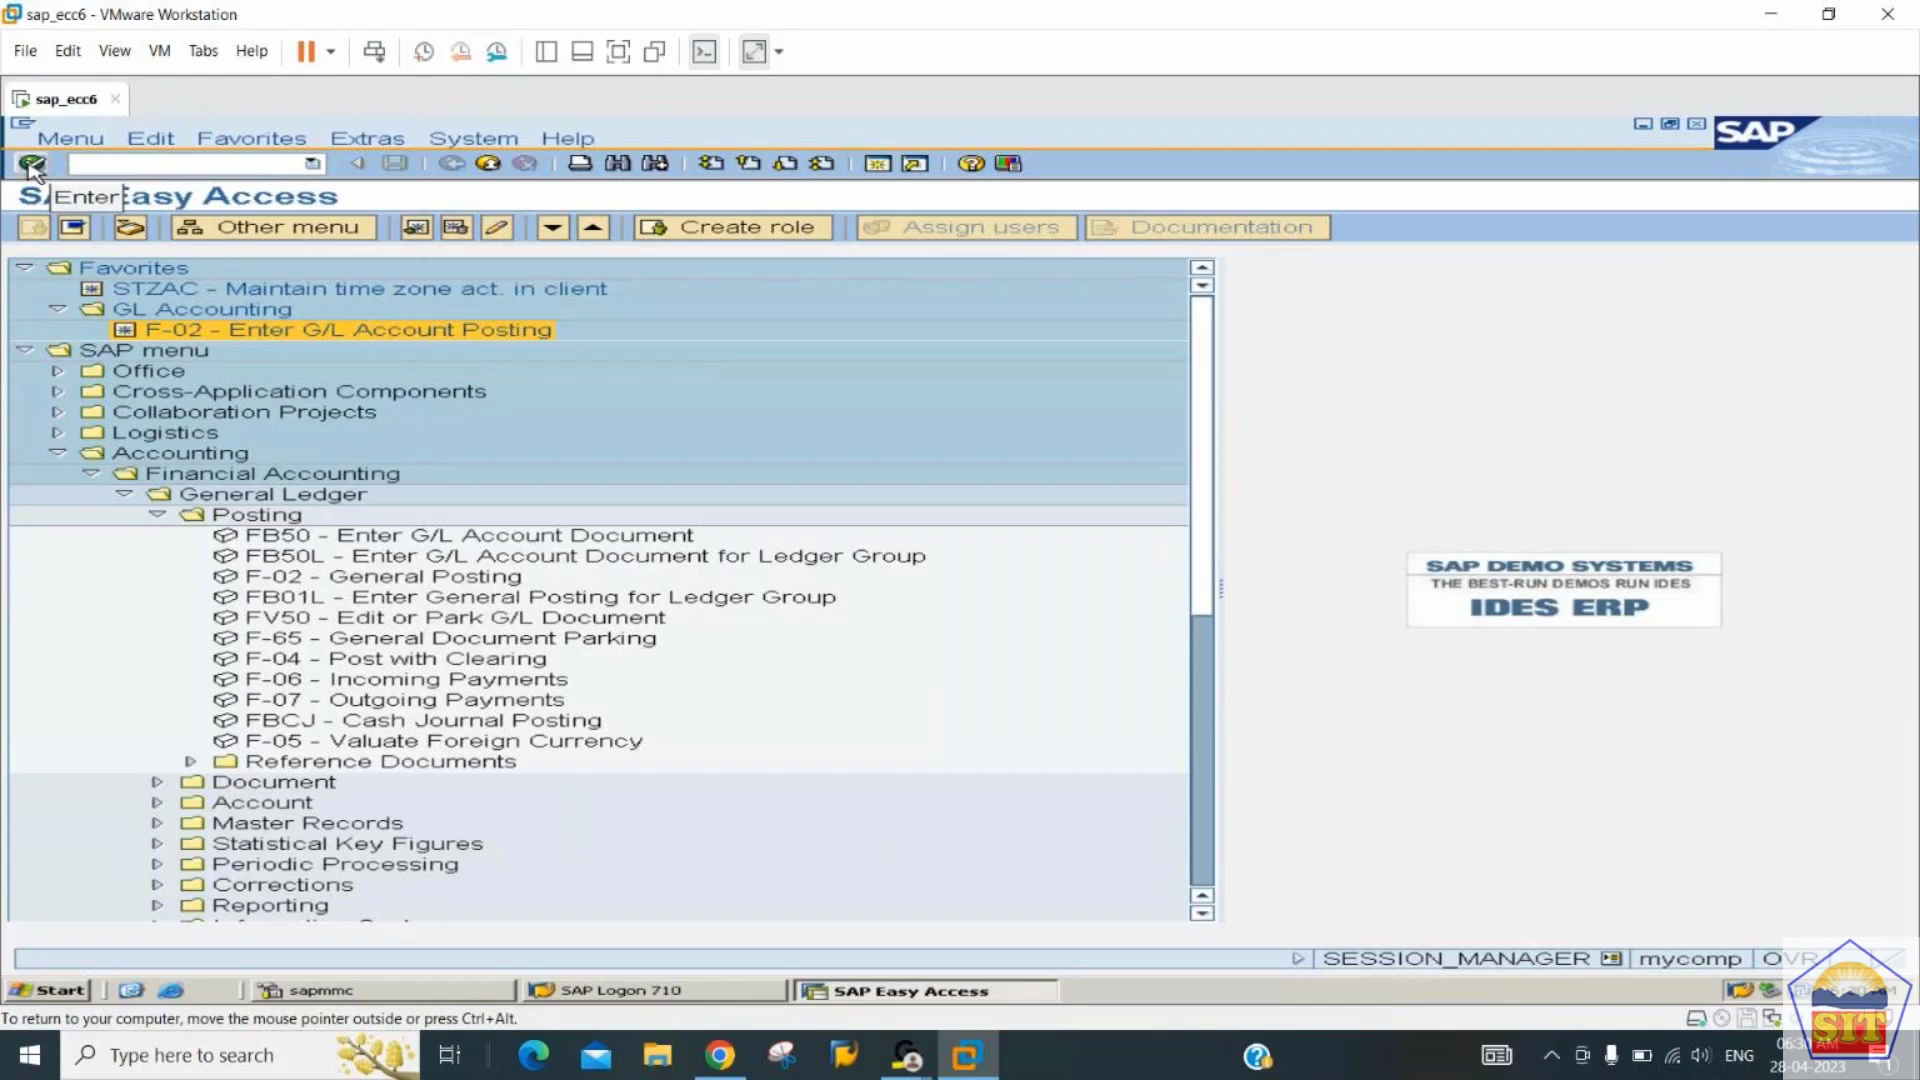 sap_ecc6 - VMware Workstation
File Edit View VM Tabs Help
sap_ecc6
Menu Edit Favorites Extras System Help
SAP
Enter Easy Access
Other menu Create role Assign users Documentation
Favorites
STZAC - Maintain time zone act. in client
GL Accounting
F-02 - Enter G/L Account Posting
SAP menu
Office
Cross-Application Components
Collaboration Projects
Logistics
Accounting
Financial Accounting
General Ledger
Posting
FB50 - Enter G/L Account Document
FB50L - Enter G/L Account Document for Ledger Group
F-02 - General Posting
FB01L - Enter General Posting for Ledger Group
FV50 - Edit or Park G/L Document
F-65 - General Document Parking
F-04 - Post with Clearing
F-06 - Incoming Payments
F-07 - Outgoing Payments
FBCJ - Cash Journal Posting
F-05 - Valuate Foreign Currency
Reference Documents
Document
Account
Master Records
Statistical Key Figures
Periodic Processing
Corrections
Reporting
SAP DEMO SYSTEMS
THE BEST-RUN DEMOS RUN IDES
IDES ERP
SESSION_MANAGER mycomp OVR
Start sapmmc SAP Logon 710 SAP Easy Access
To return to your computer, move the mouse pointer outside or press Ctrl+Alt.
Type here to search
ENG
28-04-2023
SIT